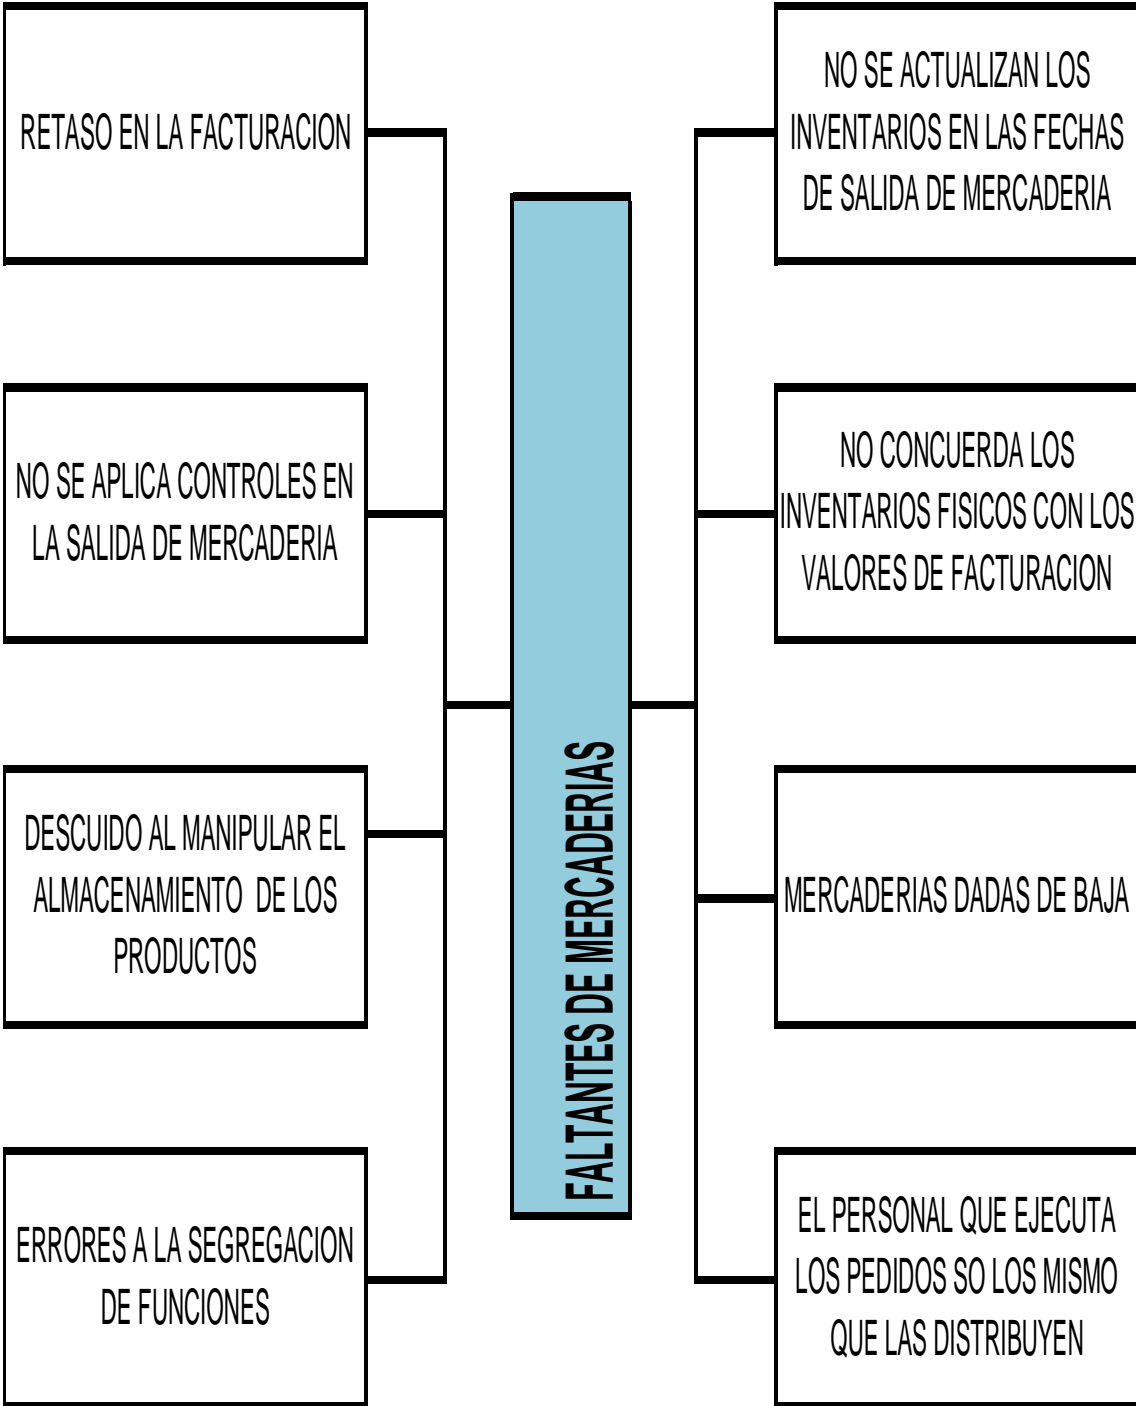 RETASO EN LA FACTURACION
NO SE APLICA CONTROLES EN
LA SALIDA DE MERCADERIA
DESCUIDO AL MANIPULAR EL
ALMACENAMIENTO DE LOS
PRODUCTOS
ERRORES A LA SEGREGACION
DE FUNCIONES
FALTANTES DE MERCADERIAS
NO SE ACTUALIZAN LOS
INVENTARIOS EN LAS FECHAS
DE SALIDA DE MERCADERIA
NO CONCUERDA LOS
INVENTARIOS FISICOS CON LOS
VALORES DE FACTURACION
MERCADERIAS DADAS DE BAJA
EL PERSONAL QUE EJECUTA
LOS PEDIDOS SO LOS MISMO
QUE LAS DISTRIBUYEN